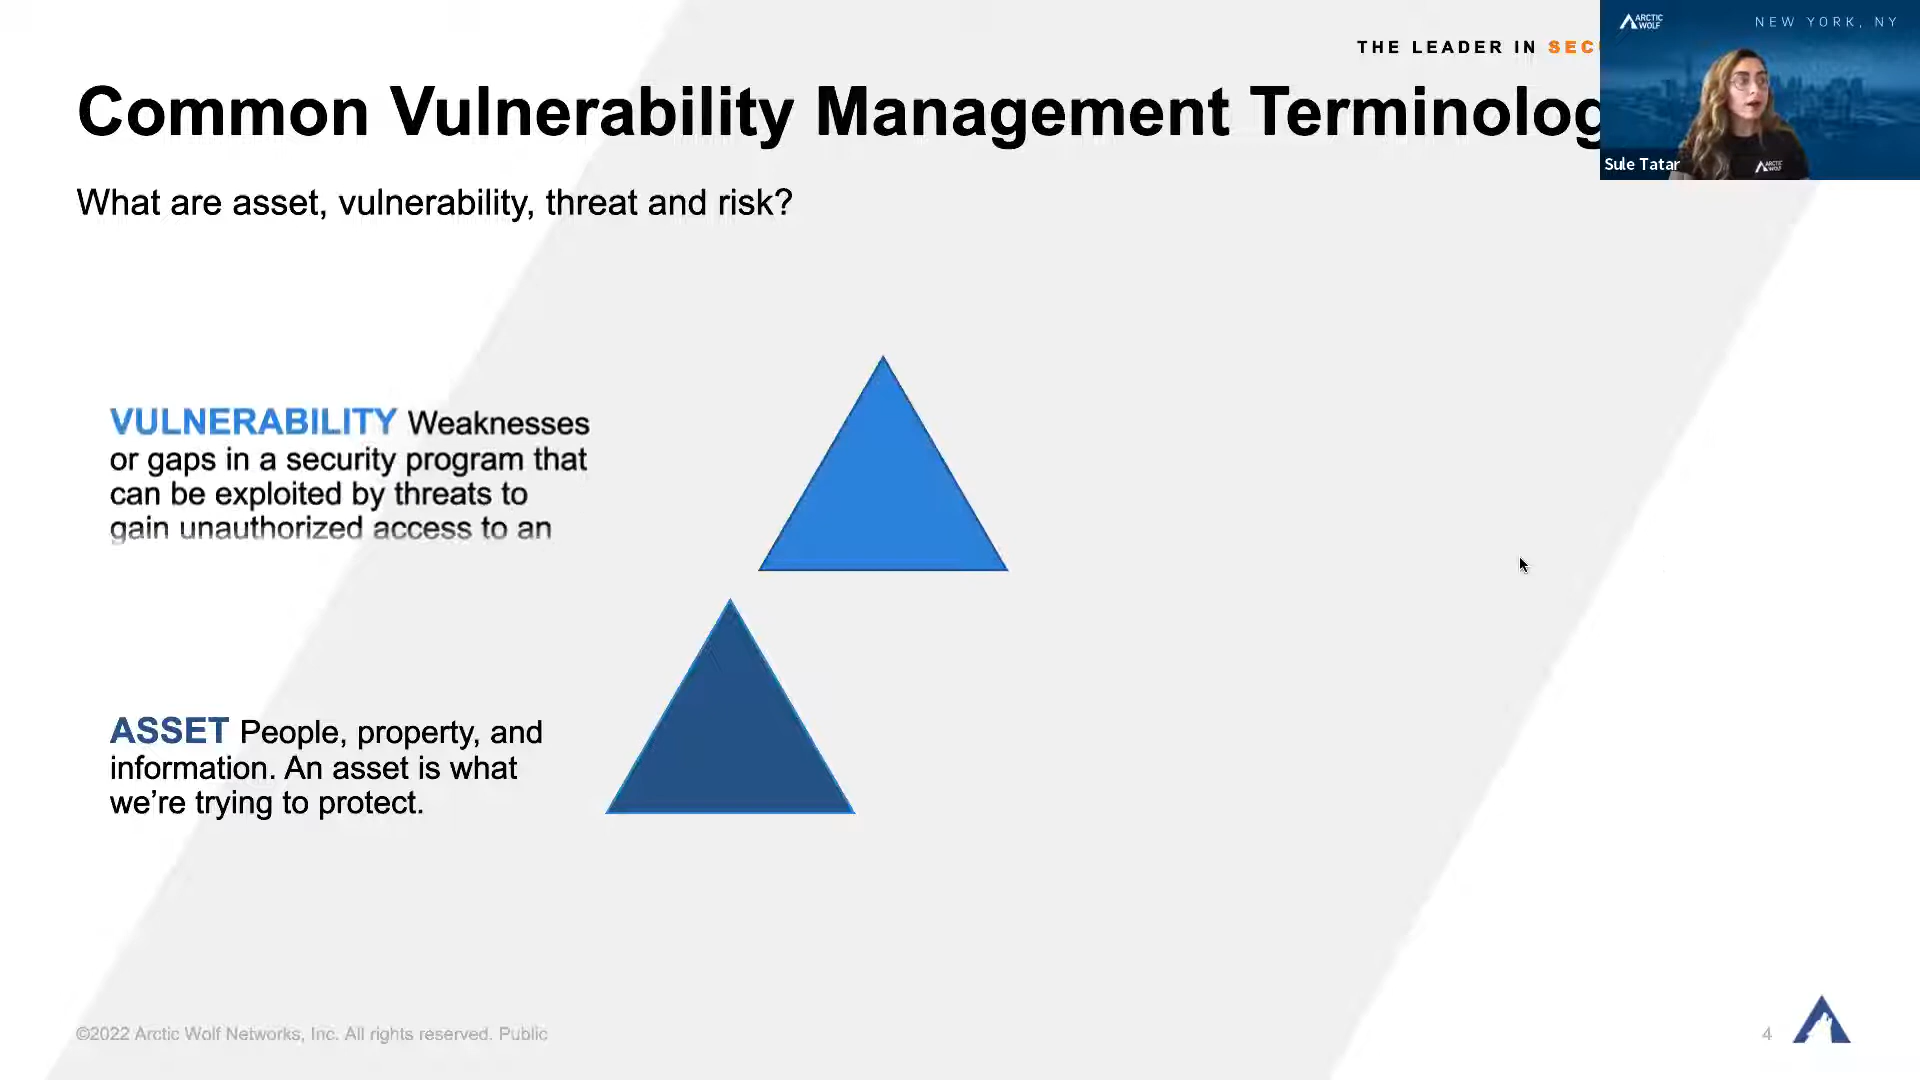 ARCTIC WOLF
NEW YORK, NY
THE LEADER IN SEC
Common Vulnerability Management Terminolog
Sule Tatar
What are asset, vulnerability, threat and risk?
VULNERABILITY Weaknesses
or gaps in a security program that
can be exploited by threats to
gain unauthorized access to an
ASSET People, property, and
information. An asset is what
we’re trying to protect.
©2022 Arctic Wolf Networks, Inc. All rights reserved. Public
4